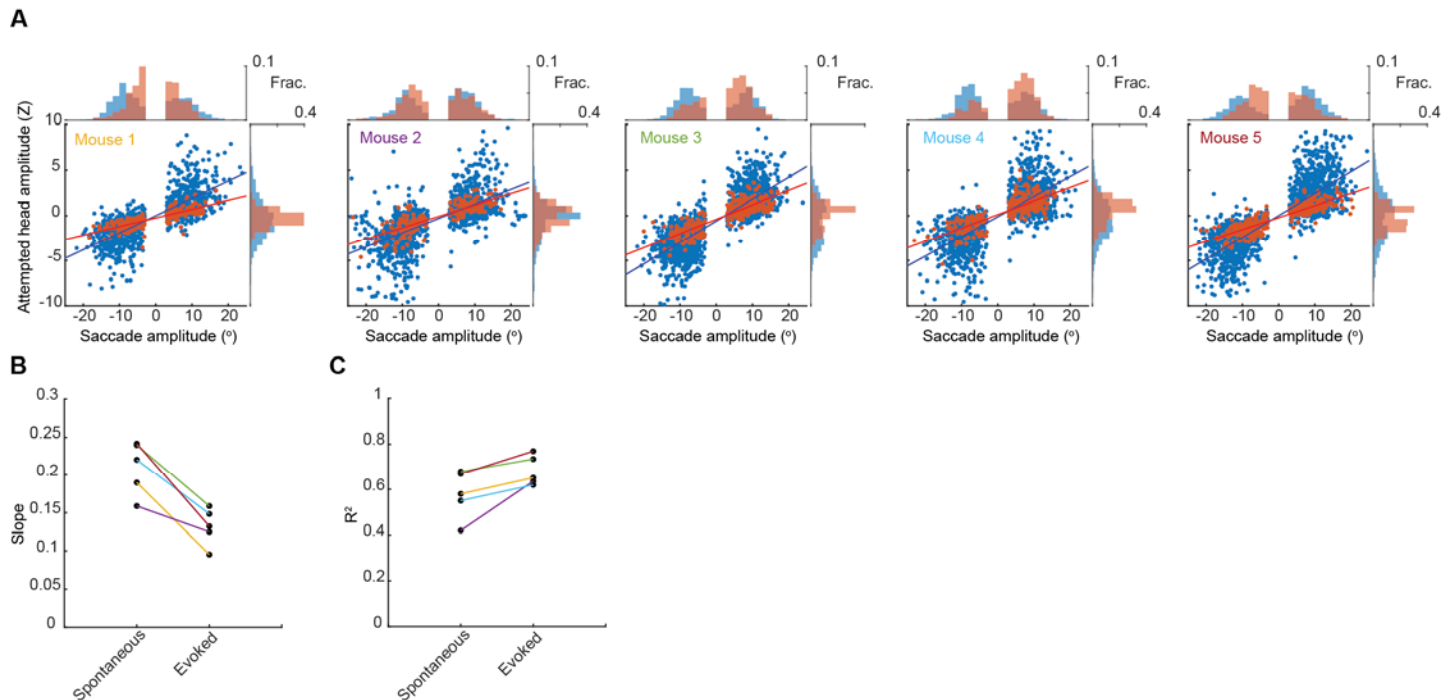 A
0.1 0.1 0.1 0.1 0.1
Frac. Frac. Frac. Frac. Frac.
0.4 0.4 0.4 0.4 0.4
Attempted head amplitude (Z)
10
5
0
-5
-10
Mouse 1 Mouse 2 Mouse 3 Mouse 4 Mouse 5
-20 -10 0 10 20 -20 -10 0 10 20 -20 -10 0 10 20 -20 -10 0 10 20 -20 -10 0 10 20
Saccade amplitude (º) Saccade amplitude (º) Saccade amplitude (º) Saccade amplitude (º) Saccade amplitude (º)
B
Slope
0.3
0.25
0.2
0.15
0.1
0.05
0
Spontaneous
Evoked
C
R²
1
0.8
0.6
0.4
0.2
0
Spontaneous
Evoked